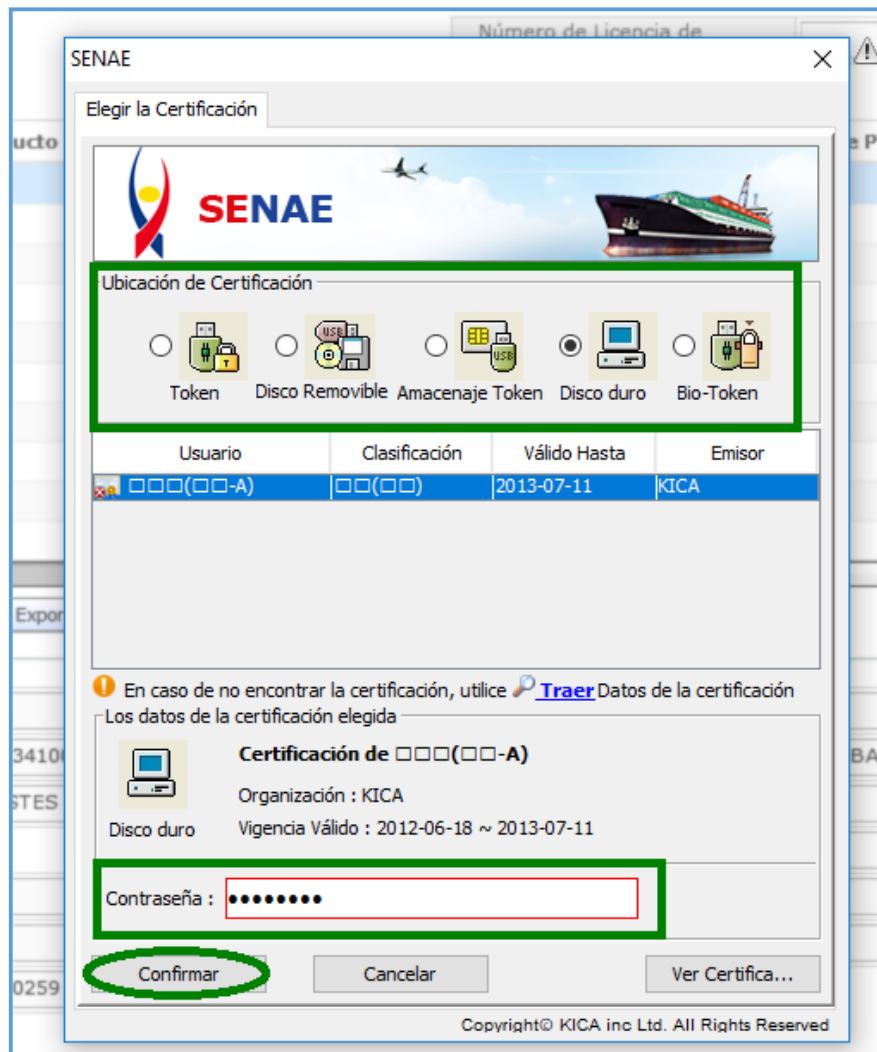 Número de Licencia de
SENAE
Elegir la Certificación
ucto
e P
SENAE
Ubicación de Certificación
Token Disco Removible Amacenaje Token Disco duro Bio-Token
Usuario Clasificación Válido Hasta Emisor
□□□(□□-A) □□(□□) 2013-07-11 KICA
Expor
En caso de no encontrar la certificación, utilice Traer Datos de la certificación
Los datos de la certificación elegida
34100
BA
Certificación de □□□(□□-A)
STES
Organización : KICA
Disco duro Vigencia Válido : 2012-06-18 ~ 2013-07-11
Contraseña : ●●●●●●●●
Confirmar Cancelar Ver Certifica...
0259
Copyright© KICA inc Ltd. All Rights Reserved